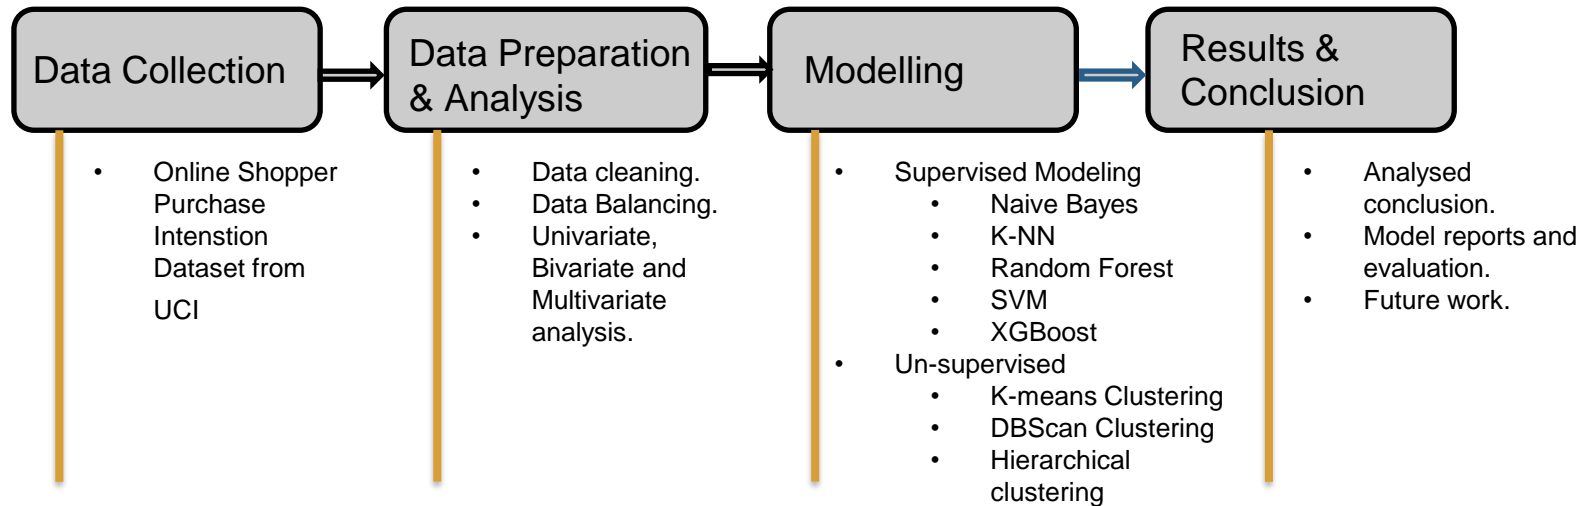 Data Collection
Data Preparation
& Analysis
Modelling
Results &
Conclusion
• Online Shopper
Purchase
Intenstion
Dataset from
UCI
• Data cleaning.
• Data Balancing.
• Univariate,
Bivariate and
Multivariate
analysis.
• Supervised Modeling
• Naive Bayes
• K-NN
• Random Forest
• SVM
• XGBoost
• Un-supervised
• K-means Clustering
• DBScan Clustering
• Hierarchical
clustering
• Analysed
conclusion.
• Model reports and
evaluation.
• Future work.